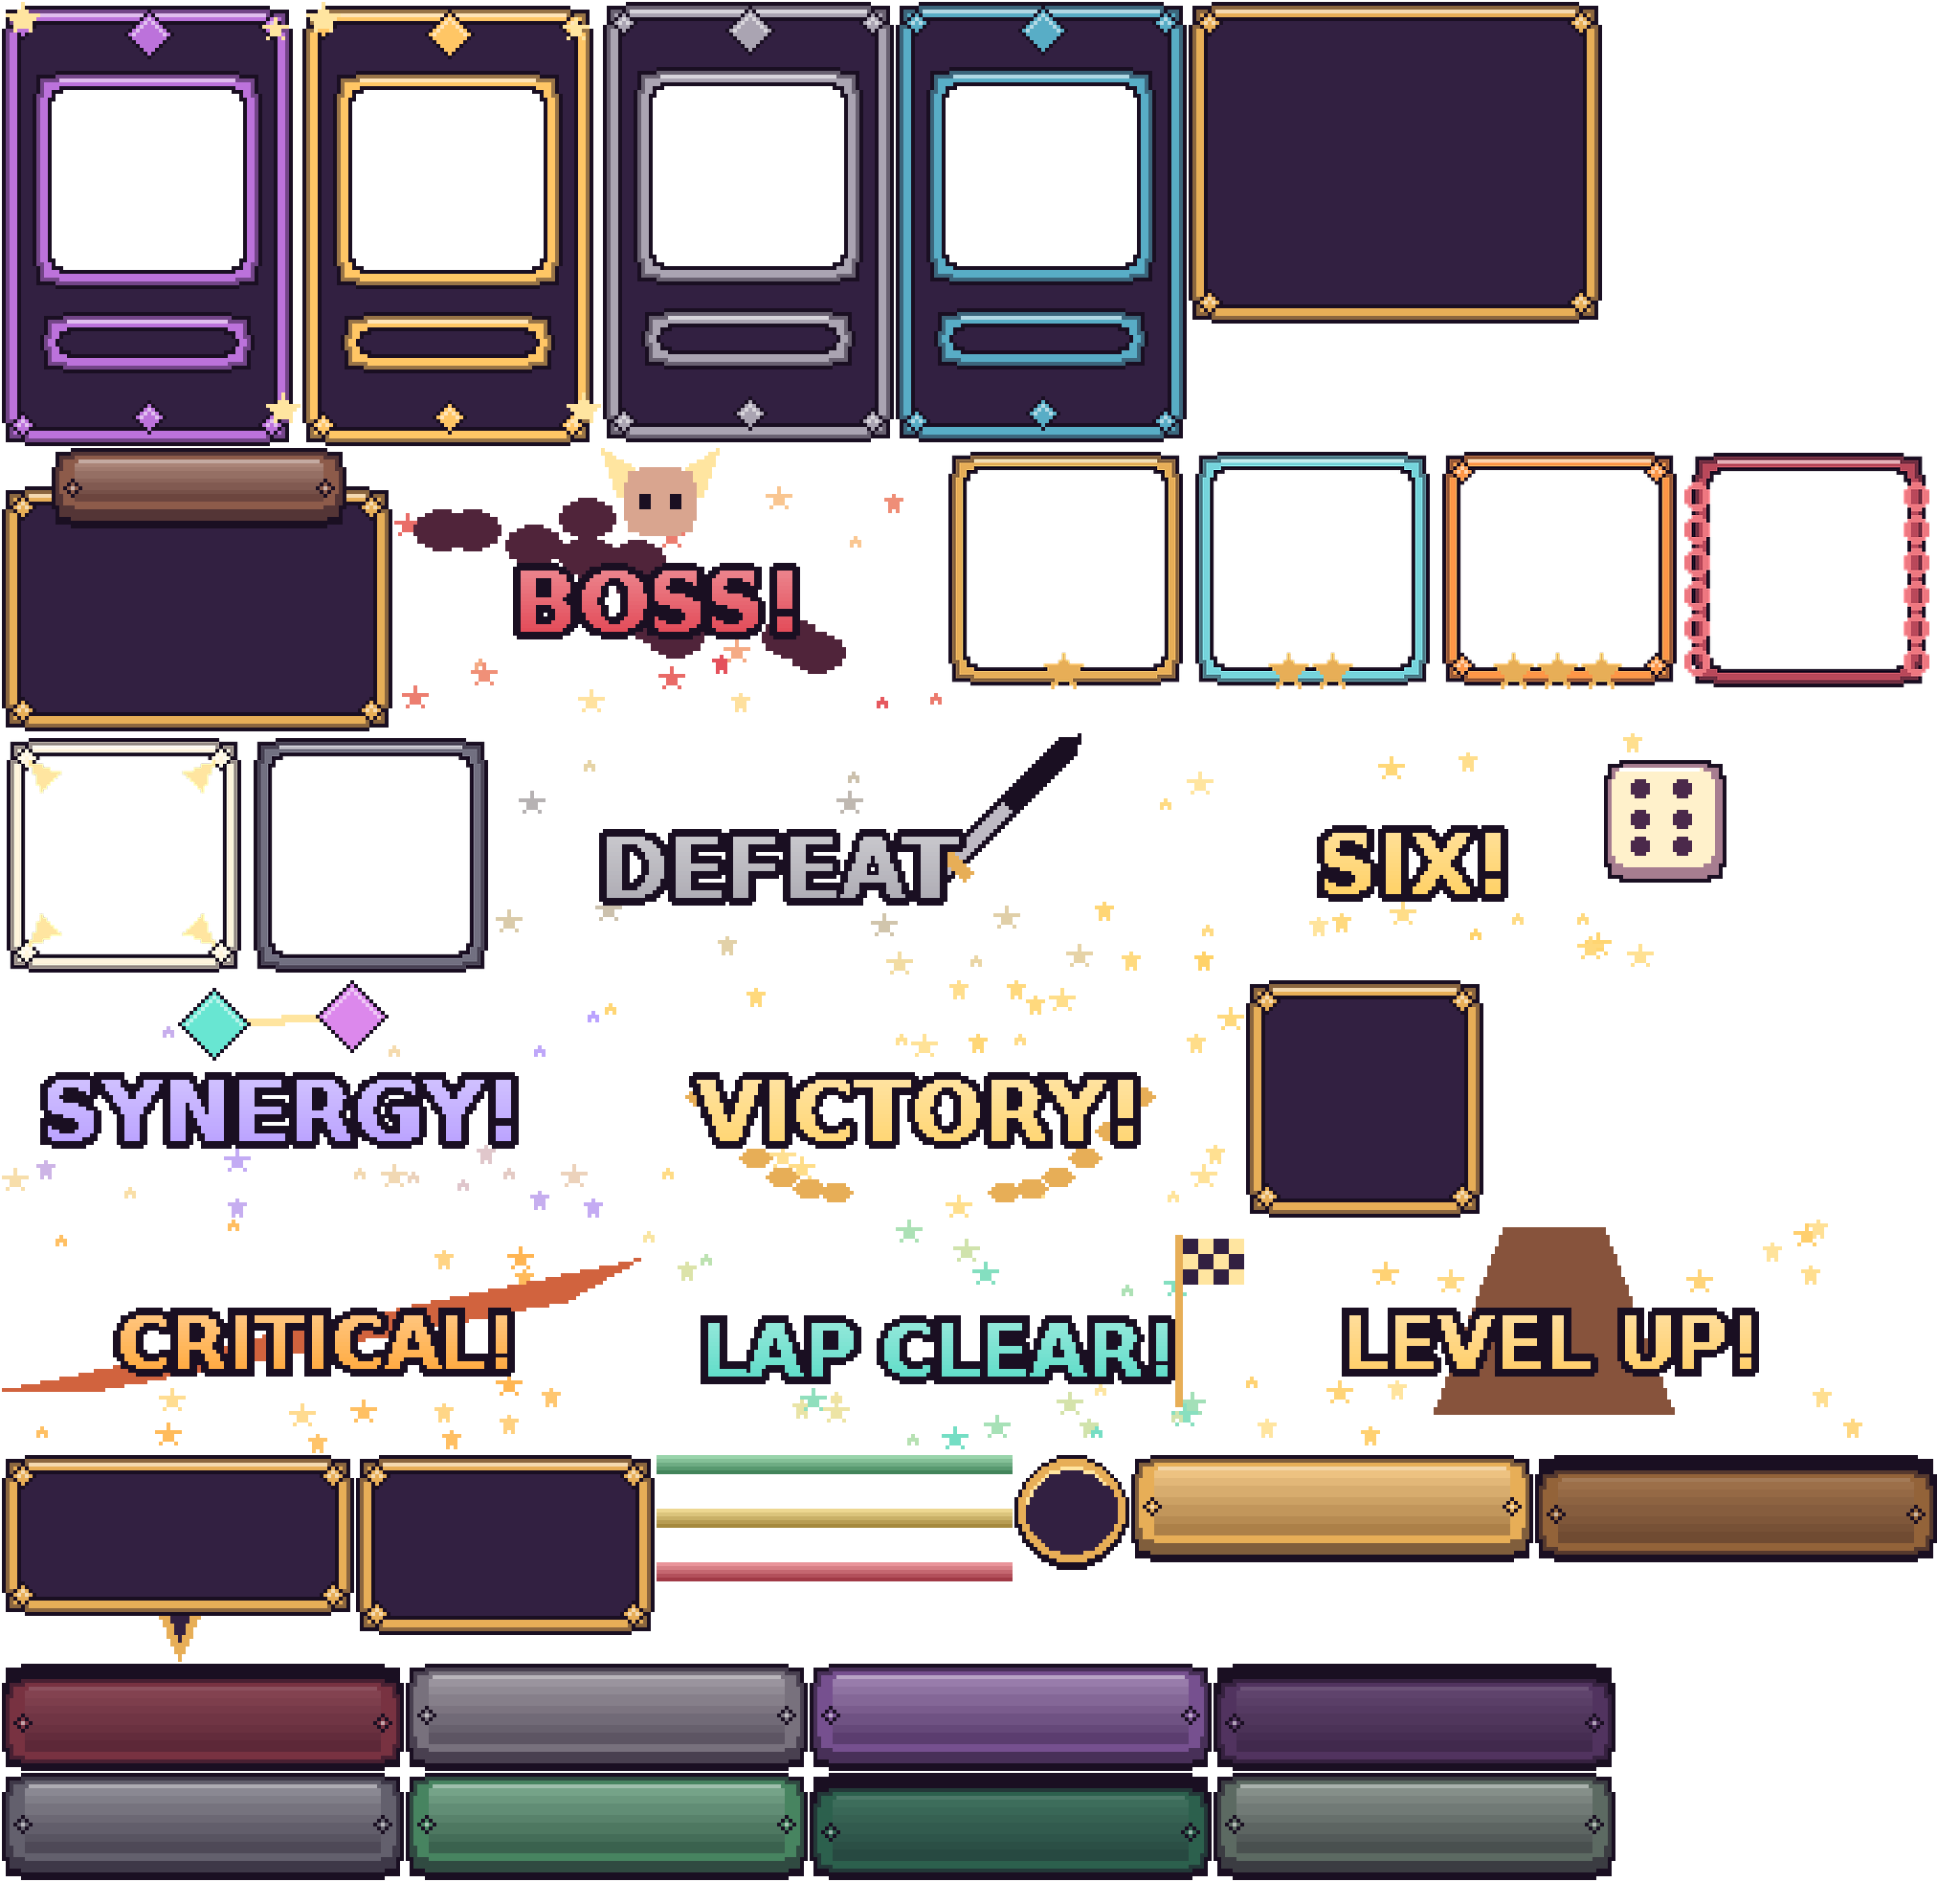 BOSS!
DEFEAT
SIX!
SYNERGY!
VICTORY!
CRITICAL!
LAP CLEAR!
LEVEL UP!